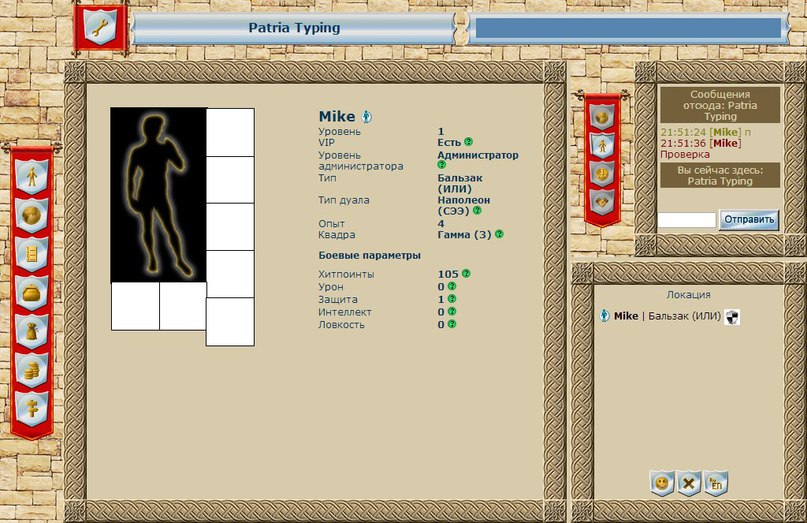 Patria Typing
Mike
Уровень 1
VIP Есть
Уровень Администратор
администратора
Тип Бальзак
(ИЛИ)
Тип дуала Наполеон
(СЭЭ)
Опыт 4
Квадра Гамма (3)
Боевые параметры
Хитпоинты 105
Урон 0
Защита 1
Интеллект 0
Ловкость 0
Сообщения
отсюда: Patria
Typing
21:51:24 [Mike] п
21:51:36 [Mike]
Проверка
Вы сейчас здесь:
Patria Typing
Отправить
Локация
Mike | Бальзак (ИЛИ)